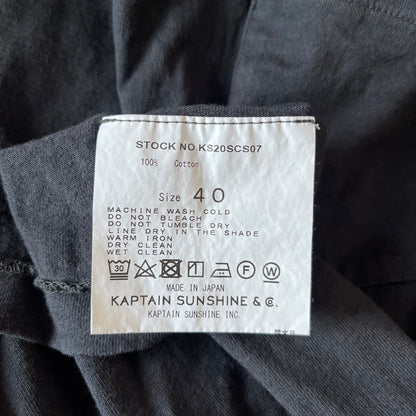 STOCK NO.KS20SCS07
100% Cotton
Size 40
MACHINE WASH COLD
DO NOT BLEACH
DO NOT TUMBLE DRY
LINE DRY IN THE SHADE
WARM IRON
DRY CLEAN
WET CLEAN
30 F W
MADE IN JAPAN
KAPTAIN SUNSHINE & Co.
KAPTAIN SUNSHINE INC.